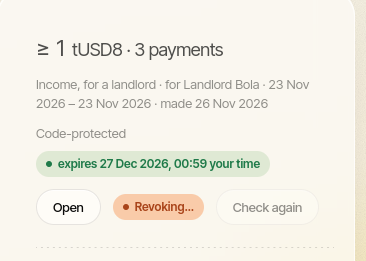 ≥ 1 tUSD8 · 3 payments
Income, for a landlord · for Landlord Bola · 23 Nov
2026 – 23 Nov 2026 · made 26 Nov 2026
Code-protected
expires 27 Dec 2026, 00:59 your time
Open
Revoking...
Check again